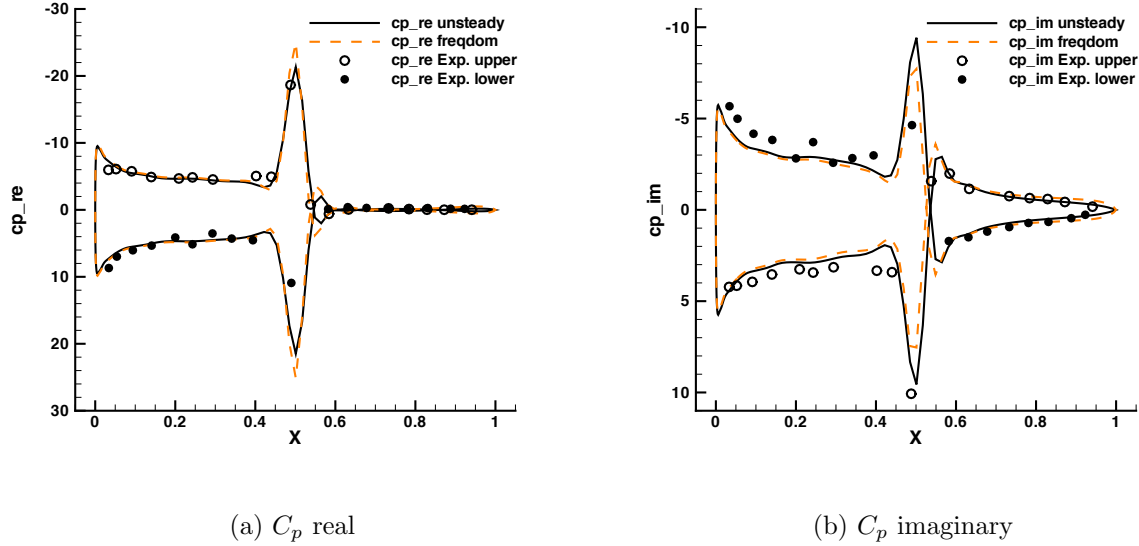 -30
-20
-10
0
10
20
30
cp_re
0
0.2
0.4
0.6
0.8
1
X
cp_re unsteady
cp_re freqdom
cp_re Exp. upper
cp_re Exp. lower
-10
-5
0
5
10
cp_im
0
0.2
0.4
0.6
0.8
1
X
cp_im unsteady
cp_im freqdom
cp_im Exp. upper
cp_im Exp. lower
(a) Cp real
(b) Cp imaginary